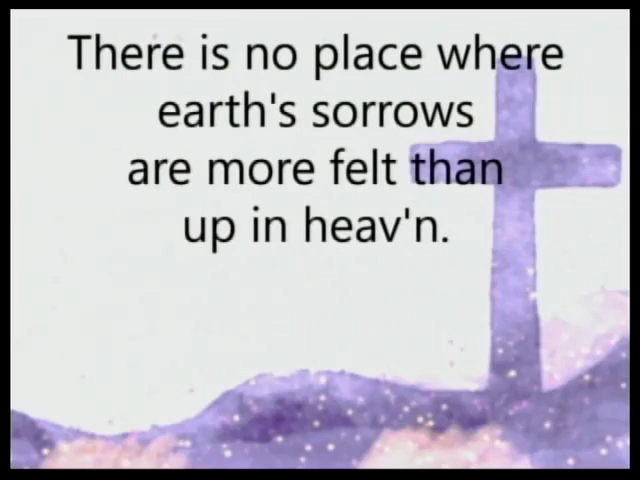 There is no place where
earth's sorrows
are more felt than
up in heav'n.